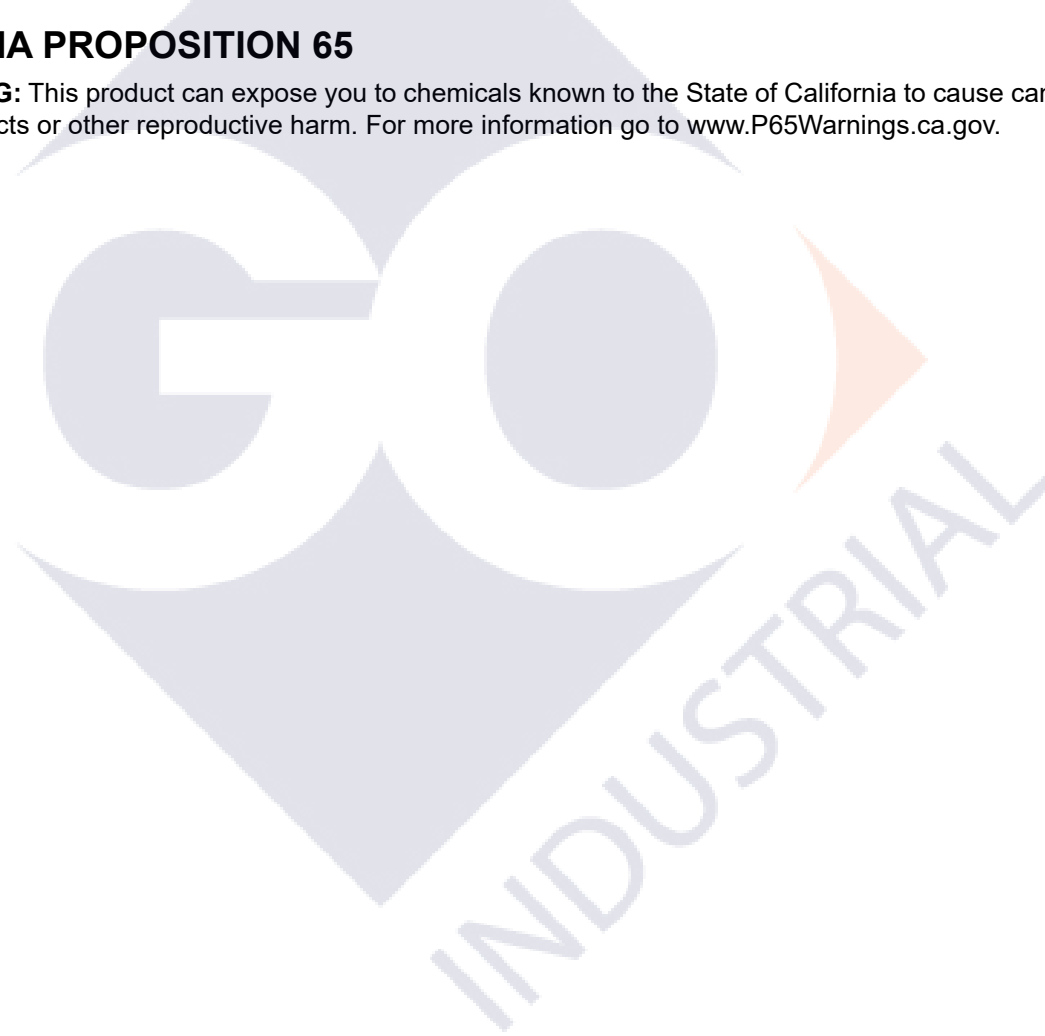 IA PROPOSITION 65
G: This product can expose you to chemicals known to the State of California to cause can
cts or other reproductive harm. For more information go to www.P65Warnings.ca.gov.
GO
INDUSTRIAL